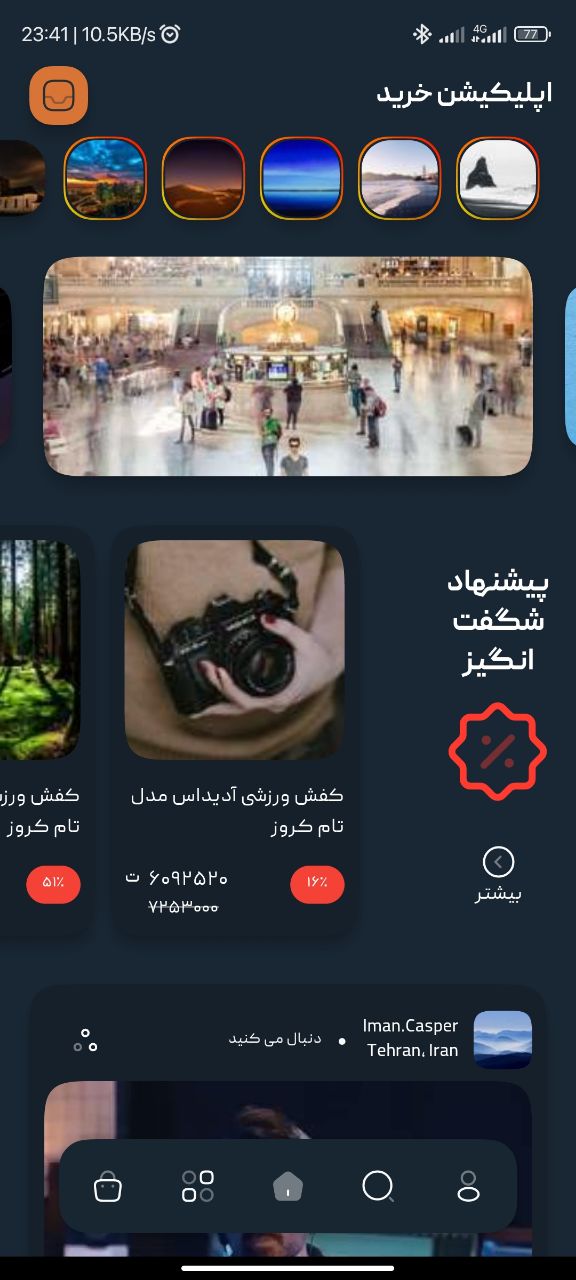 23:41 | 10.5KB/s
4G
77
اپلیکیشن خرید
پیشنهاد
شگفت
انگیز
بیشتر
کفش ورزشی آدیداس مدل
تام کروز
۱۶٪
۶۰۹۲۵۲۰ ت
۷۲۵۳۰۰۰
کفش ورز
تام کروز
۵۱٪
Iman.Casper
Tehran, Iran
• دنبال می کنید